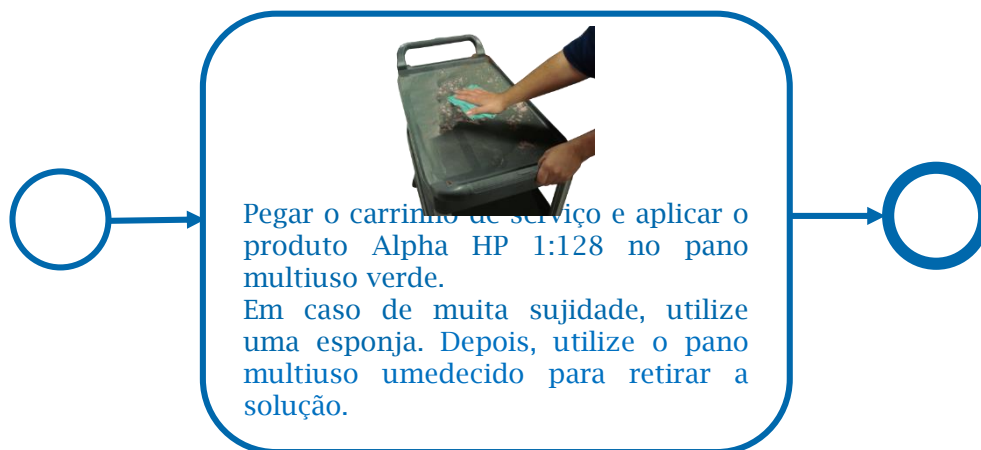 Pegar o carrinho de serviço e aplicar o
produto Alpha HP 1:128 no pano
multiuso verde.
Em caso de muita sujidade, utilize
uma esponja. Depois, utilize o pano
multiuso umedecido para retirar a
solução.